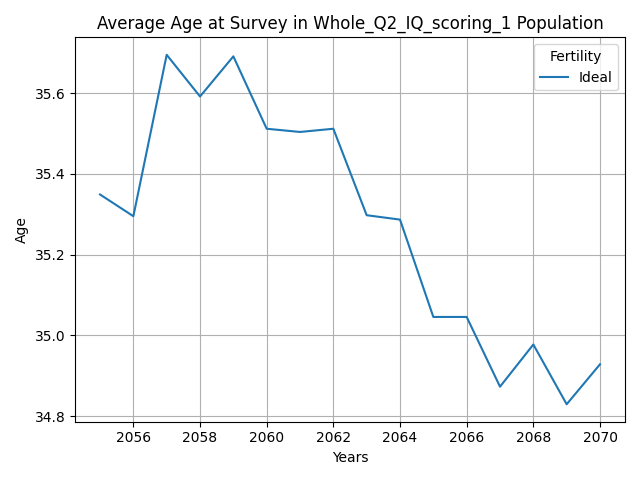 Average Age at Survey in Whole_Q2_IQ_scoring_1 Population
Fertility
Ideal
35.6
35.4
35.2
35.0
34.8
Age
2056 2058 2060 2062 2064 2066 2068 2070
Years